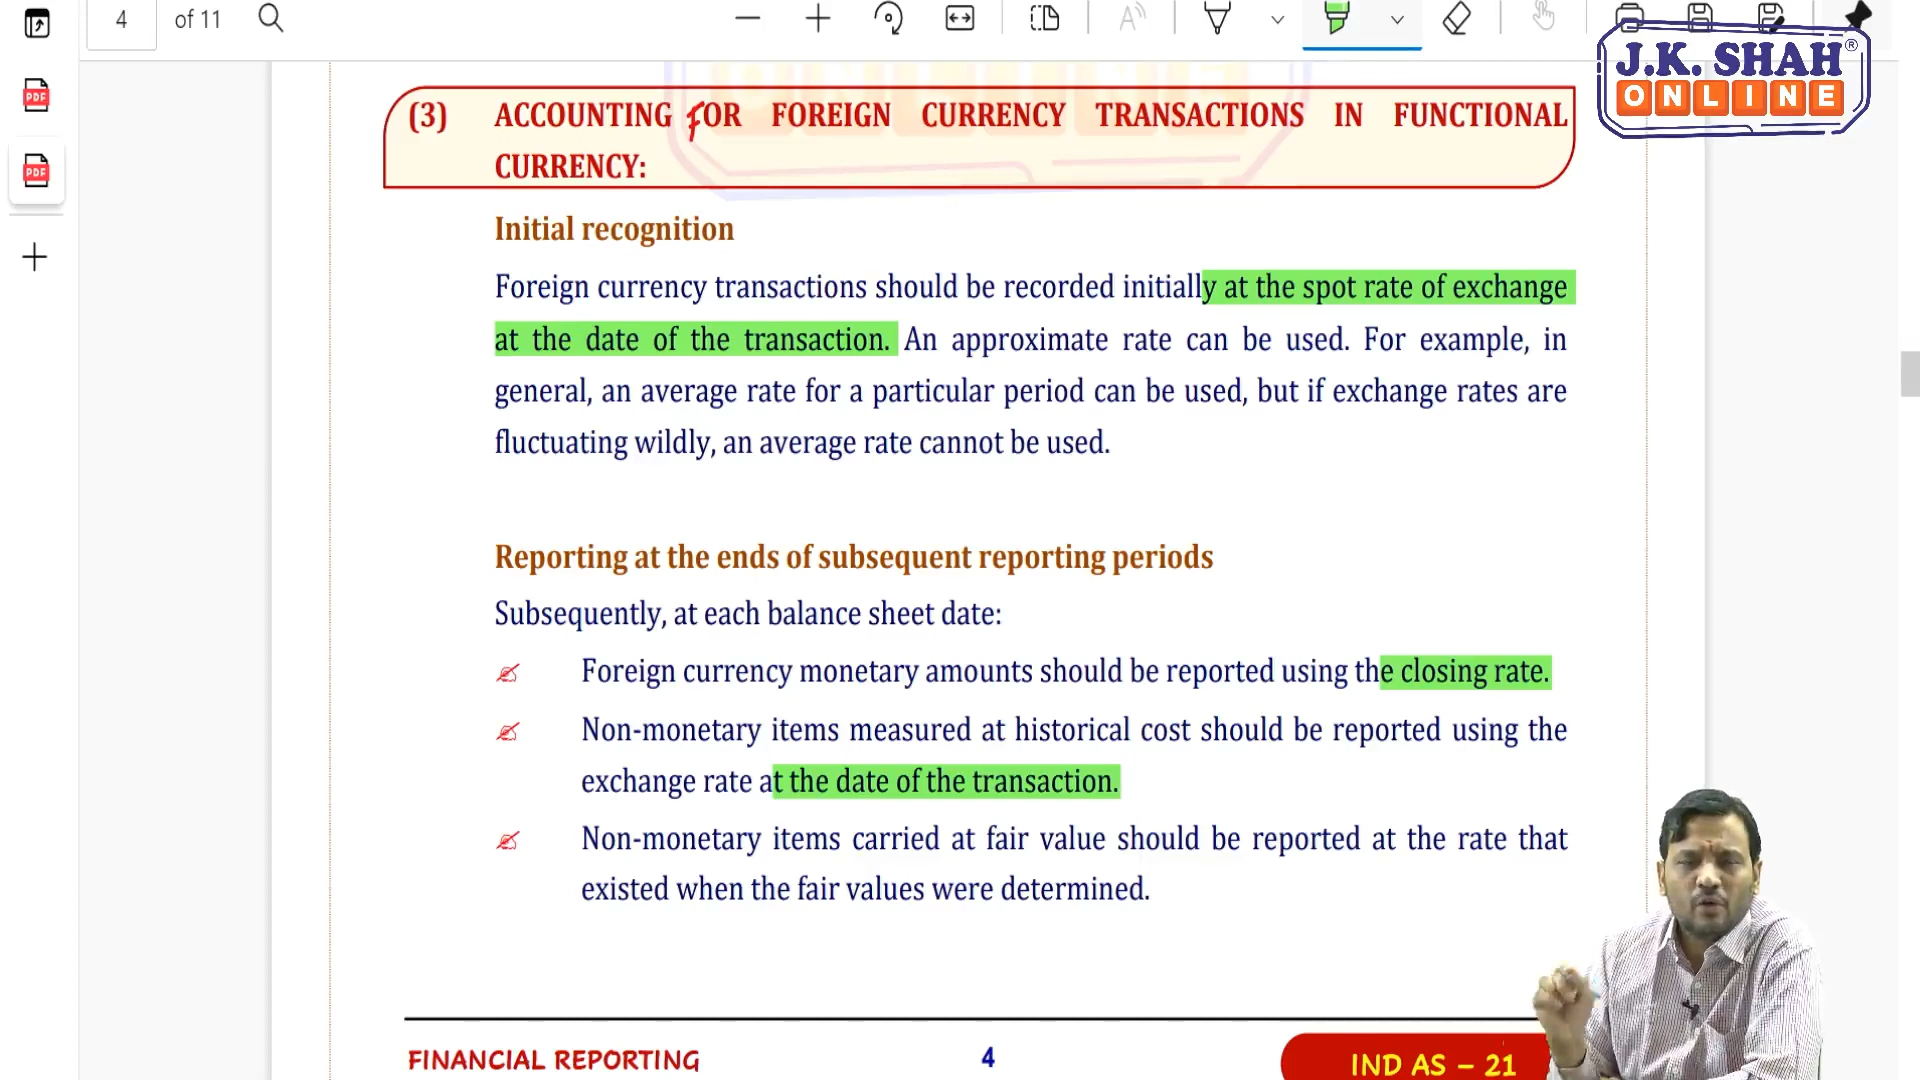 4 of 11
J.K. SHAH®
ONLINE
PDF
PDF
(3) ACCOUNTING FOR FOREIGN CURRENCY TRANSACTIONS IN FUNCTIONAL
CURRENCY:
Initial recognition
Foreign currency transactions should be recorded initially at the spot rate of exchange
at the date of the transaction. An approximate rate can be used. For example, in
general, an average rate for a particular period can be used, but if exchange rates are
fluctuating wildly, an average rate cannot be used.
Reporting at the ends of subsequent reporting periods
Subsequently, at each balance sheet date:
Foreign currency monetary amounts should be reported using the closing rate.
Non-monetary items measured at historical cost should be reported using the
exchange rate at the date of the transaction.
Non-monetary items carried at fair value should be reported at the rate that
existed when the fair values were determined.
FINANCIAL REPORTING 4 IND AS – 21